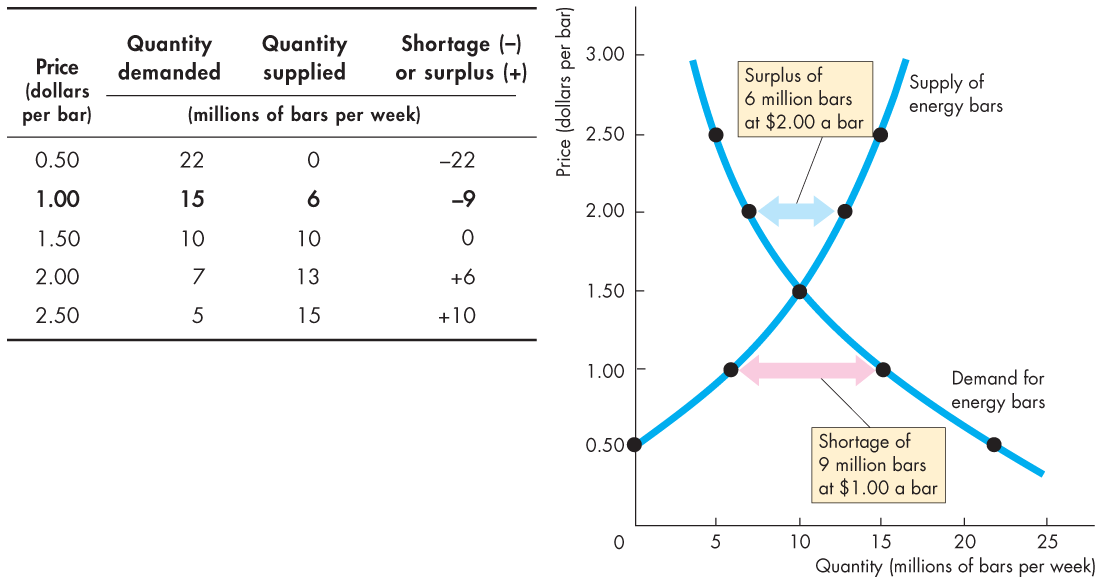 Price
(dollars
per bar)
Quantity
demanded
Quantity
supplied
Shortage (–)
or surplus (+)
(millions of bars per week)
0.50 22 0 –22
1.00 15 6 –9
1.50 10 10 0
2.00 7 13 +6
2.50 5 15 +10
Price (dollars per bar)
3.00
2.50
2.00
1.50
1.00
0.50
0
5
10
15
20
25
Quantity (millions of bars per week)
Surplus of
6 million bars
at $2.00 a bar
Supply of
energy bars
Demand for
energy bars
Shortage of
9 million bars
at $1.00 a bar